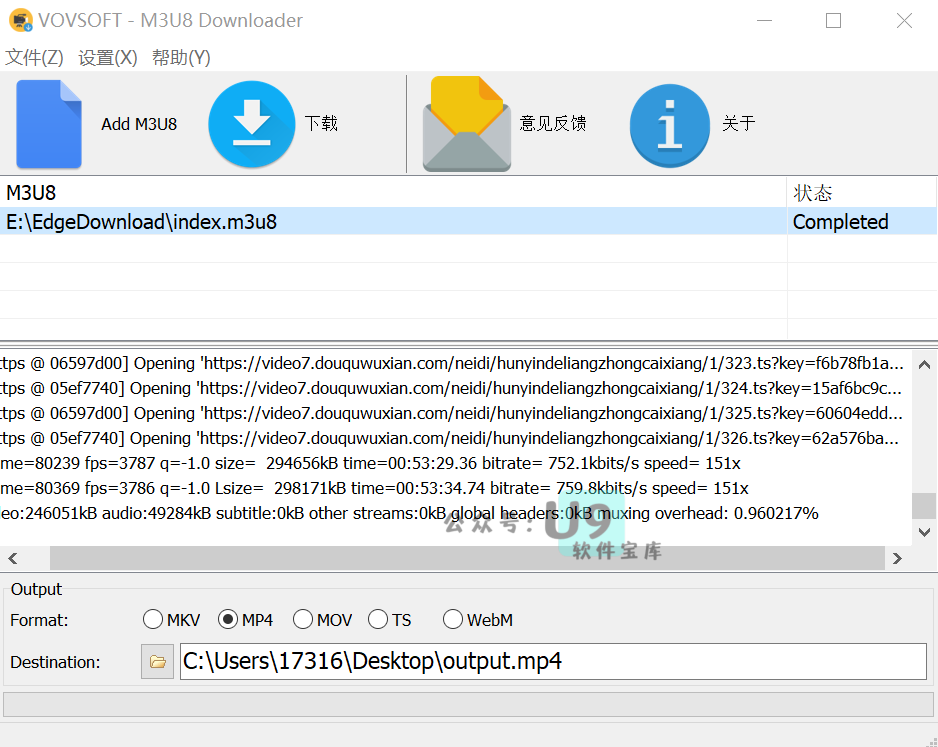 VOVSOFT - M3U8 Downloader
文件(Z) 设置(X) 帮助(Y)
Add M3U8 下载 意见反馈 关于
M3U8 状态
E:\EdgeDownload\index.m3u8 Completed
ttps @ 06597d00] Opening 'https://video7.douquwuxian.com/neidi/hunyindeliangzhongcaixiang/1/323.ts?key=f6b78fb1a...
ttps @ 05ef7740] Opening 'https://video7.douquwuxian.com/neidi/hunyindeliangzhongcaixiang/1/324.ts?key=15af6bc9c...
ttps @ 06597d00] Opening 'https://video7.douquwuxian.com/neidi/hunyindeliangzhongcaixiang/1/325.ts?key=60604edd...
ttps @ 05ef7740] Opening 'https://video7.douquwuxian.com/neidi/hunyindeliangzhongcaixiang/1/326.ts?key=62a576ba...
me=80239 fps=3787 q=-1.0 size=  294656kB time=00:53:29.36 bitrate= 752.1kbits/s speed= 151x
me=80369 fps=3786 q=-1.0 Lsize=  298171kB time=00:53:34.74 bitrate= 759.8kbits/s speed= 151x
eo:246051kB audio:49284kB subtitle:0kB other streams:0kB global headers:0kB muxing overhead: 0.960217%
公众号：U9
软件宝库
Output
Format: MKV MP4 MOV TS WebM
Destination: C:\Users\17316\Desktop\output.mp4